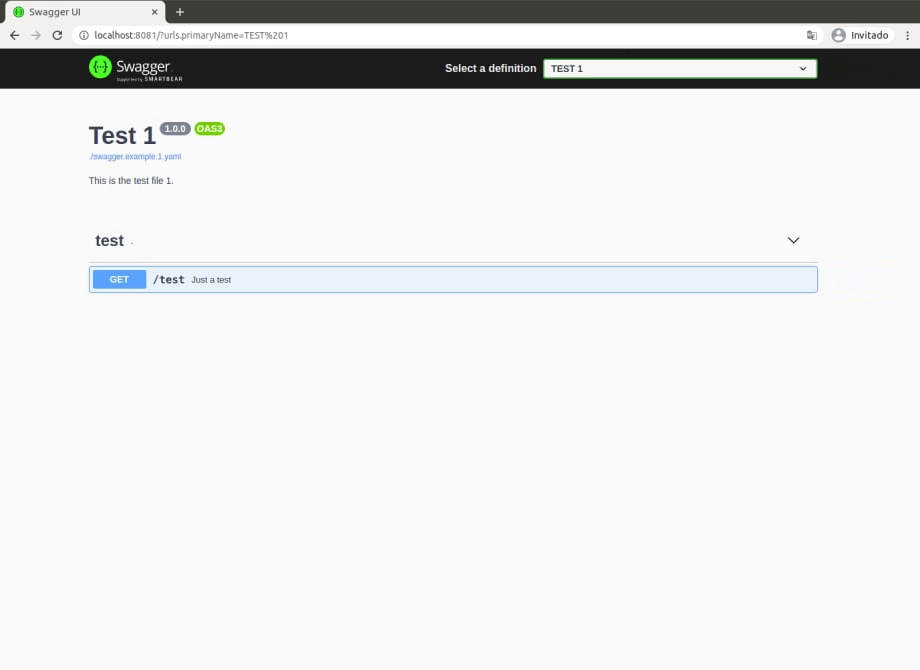 Swagger UI
localhost:8081/?urls.primaryName=TEST%201
Invitado
Swagger
Supported by SMARTBEAR
Select a definition
TEST 1
Test 1 1.0.0 OAS3
./swagger.example.1.yaml
This is the test file 1.
test .
GET /test Just a test